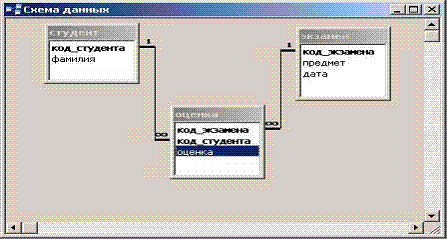 Схема данных
студент
код_студента
фамилия
1
1
экзамен
код_экзамена
предмет
дата
оценка
код_экзамена
код_студента
оценка
∞
∞